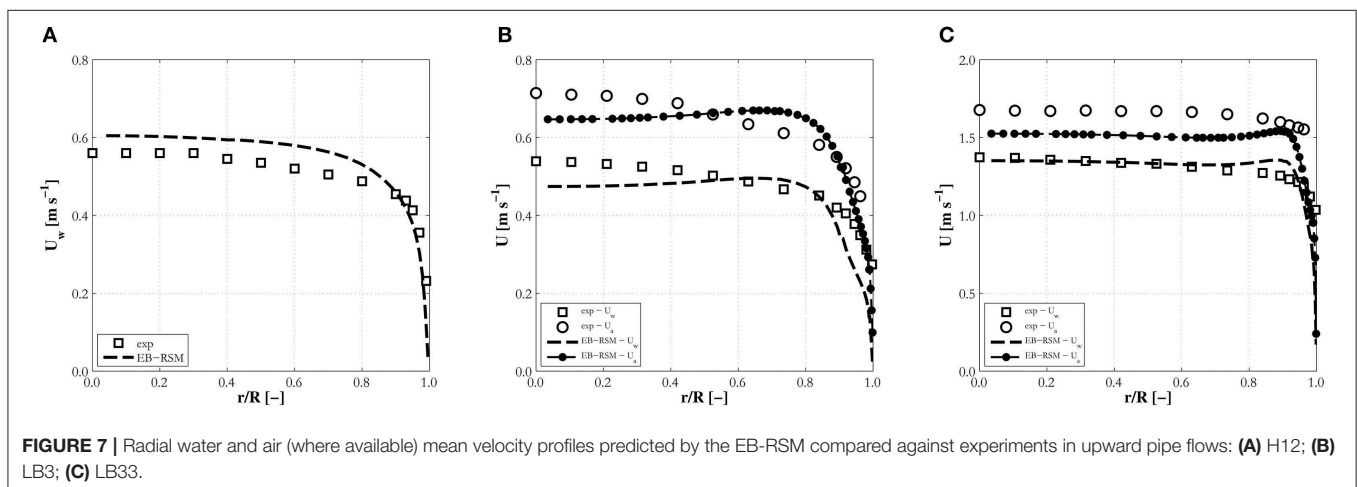 A
0.8
0.6
0.4
0.2
0.0
U_w [m s⁻¹]
exp
EB-RSM
0.0 0.2 0.4 0.6 0.8 1.0
r/R [-]
B
0.8
0.6
0.4
0.2
0.0
U [m s⁻¹]
exp - U_w
exp - U_a
EB-RSM - U_w
EB-RSM - U_a
0.0 0.2 0.4 0.6 0.8 1.0
r/R [-]
C
2.0
1.5
1.0
1.5
0.0
U [m s⁻¹]
exp - U_w
exp - U_a
EB-RSM - U_w
EB-RSM - U_a
0.0 0.2 0.4 0.6 0.8 1.0
r/R [-]
FIGURE 7 | Radial water and air (where available) mean velocity profiles predicted by the EB-RSM compared against experiments in upward pipe flows: (A) H12; (B)
LB3; (C) LB33.